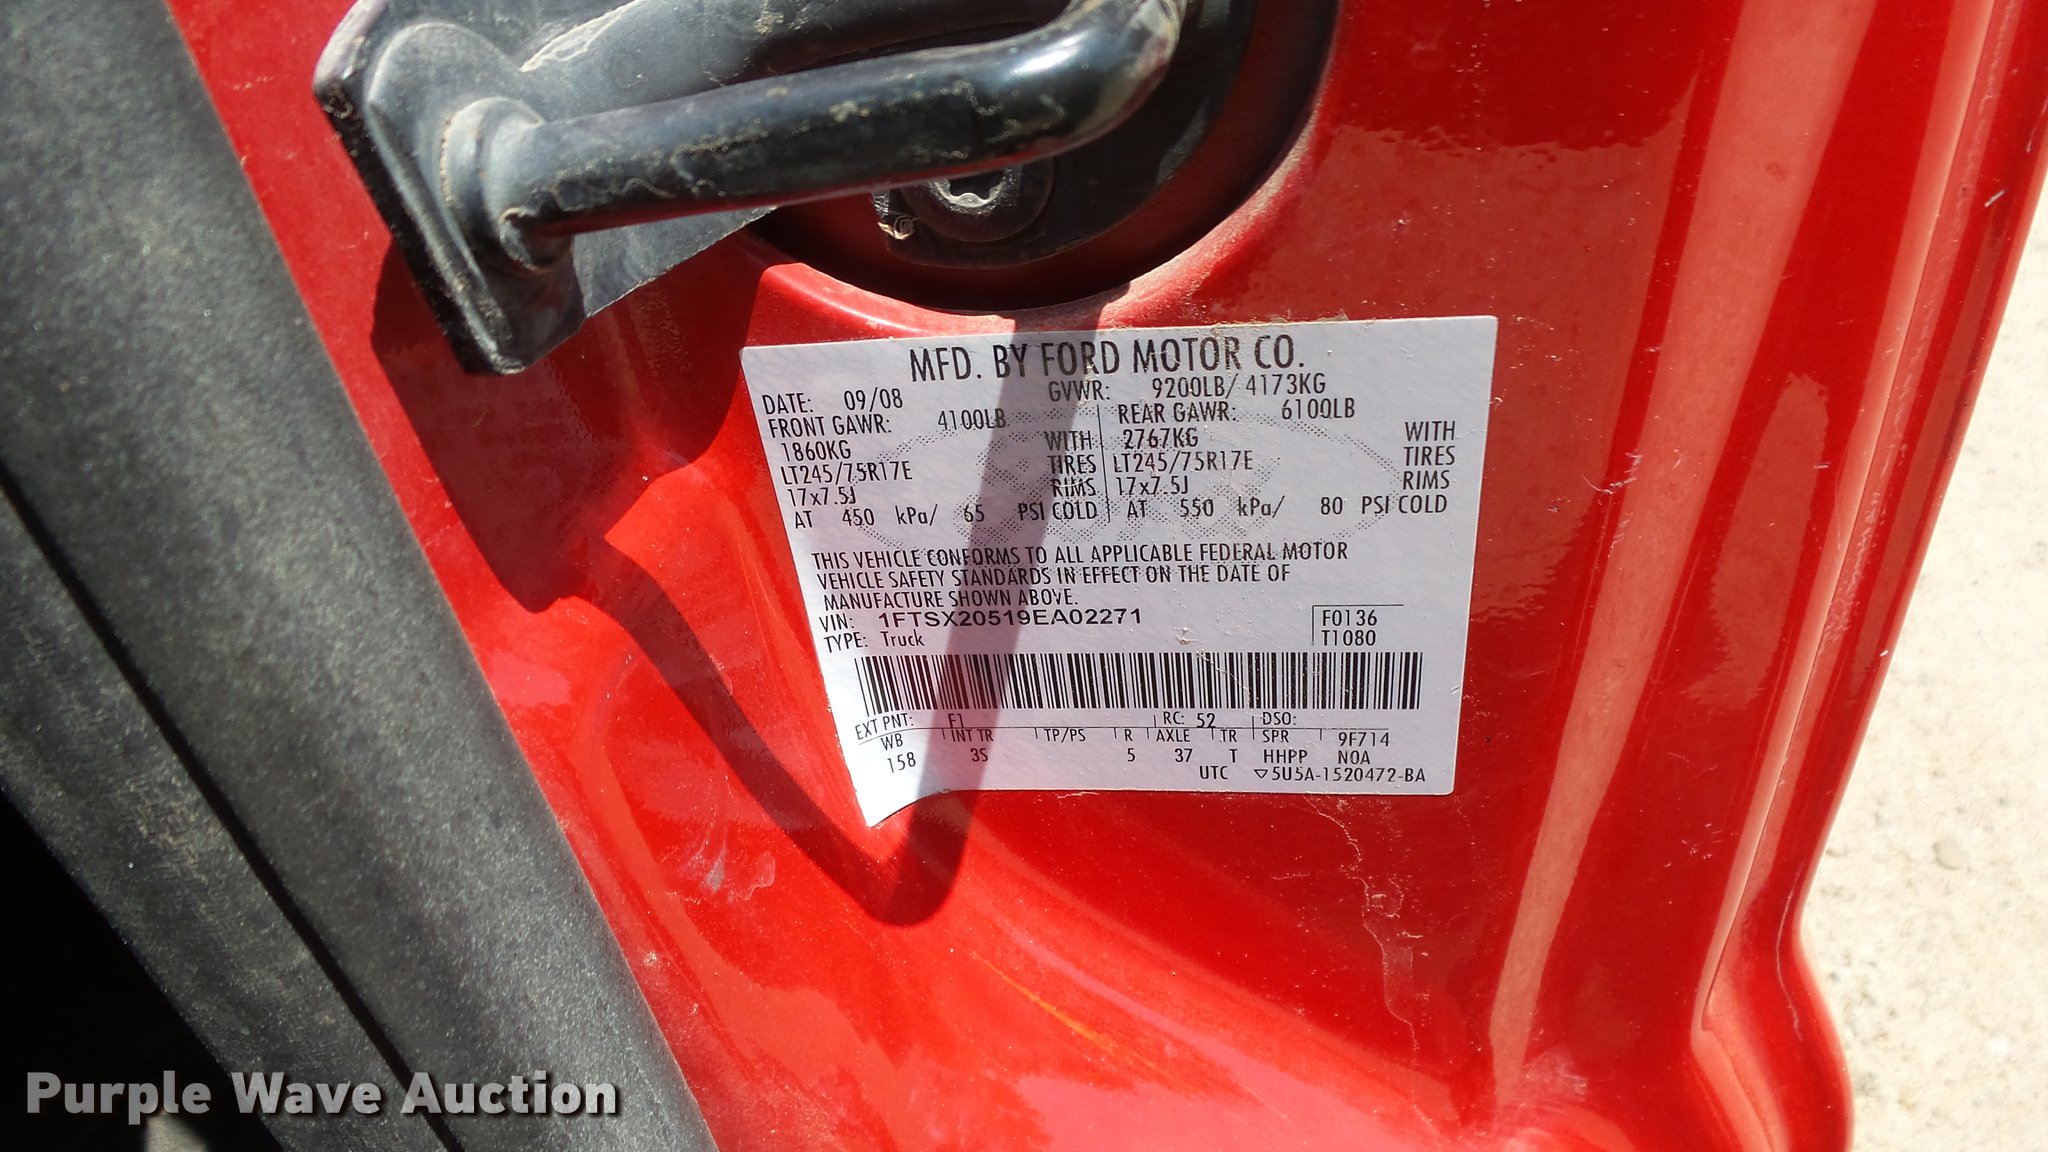 MFD. BY FORD MOTOR CO.
DATE: 09/08 GVWR: 9200LB/ 4173KG
FRONT GAWR: 4100LB REAR GAWR: 6100LB
1860KG WITH 2767KG WITH
LT245/75R17E TIRES LT245/75R17E TIRES
17x7.5J RIMS 17x7.5J RIMS
AT 450 kPa/ 65 PSI COLD AT 550 kPa/ 80 PSI COLD
THIS VEHICLE CONFORMS TO ALL APPLICABLE FEDERAL MOTOR
VEHICLE SAFETY STANDARDS IN EFFECT ON THE DATE OF
MANUFACTURE SHOWN ABOVE.
VIN: 1FTSX20519EA02271 F0136
TYPE: Truck T1080
EXT PNT: F1 RC: 52 DSO:
WB INT TR TP/PS R AXLE TR SPR 9F714
158 3S 5 37 T HHPP N0A
UTC ▽5U5A-1520472-BA
Purple Wave Auction